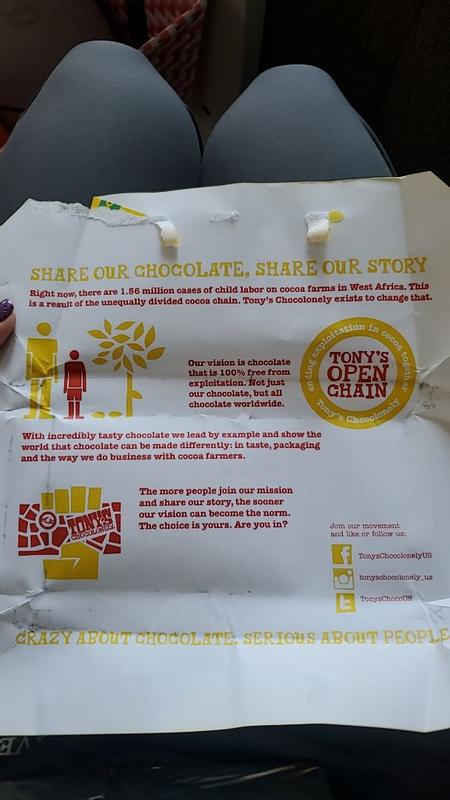 SHARE OUR CHOCOLATE, SHARE OUR STORY
Right now, there are 1.56 million cases of child labor on cocoa farms in West Africa. This
is a result of the unequally divided cocoa chain. Tony's Chocolonely exists to change that.
Our vision is chocolate
that is 100% free from
exploitation. Not just
our chocolate, but all
chocolate worldwide.
ending exploitation in cocoa together
TONY'S
OPEN
CHAIN
Tony's Chocolonely
With incredibly tasty chocolate we lead by example and show the
world that chocolate can be made differently: in taste, packaging
and the way we do business with cocoa farmers.
TONY'S
CHOCOLONELY
The more people join our mission
and share our story, the sooner
our vision can become the norm.
The choice is yours. Are you in?
Join our movement
and like or follow us:
f TonysChocolonelyUS
tonyschocolonely_us
t TonysChocoUS
CRAZY ABOUT CHOCOLATE, SERIOUS ABOUT PEOPLE